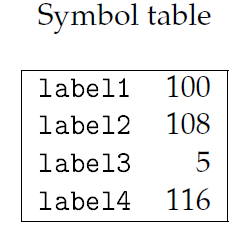 Symbol table
label1 100
label2 108
label3 5
label4 116